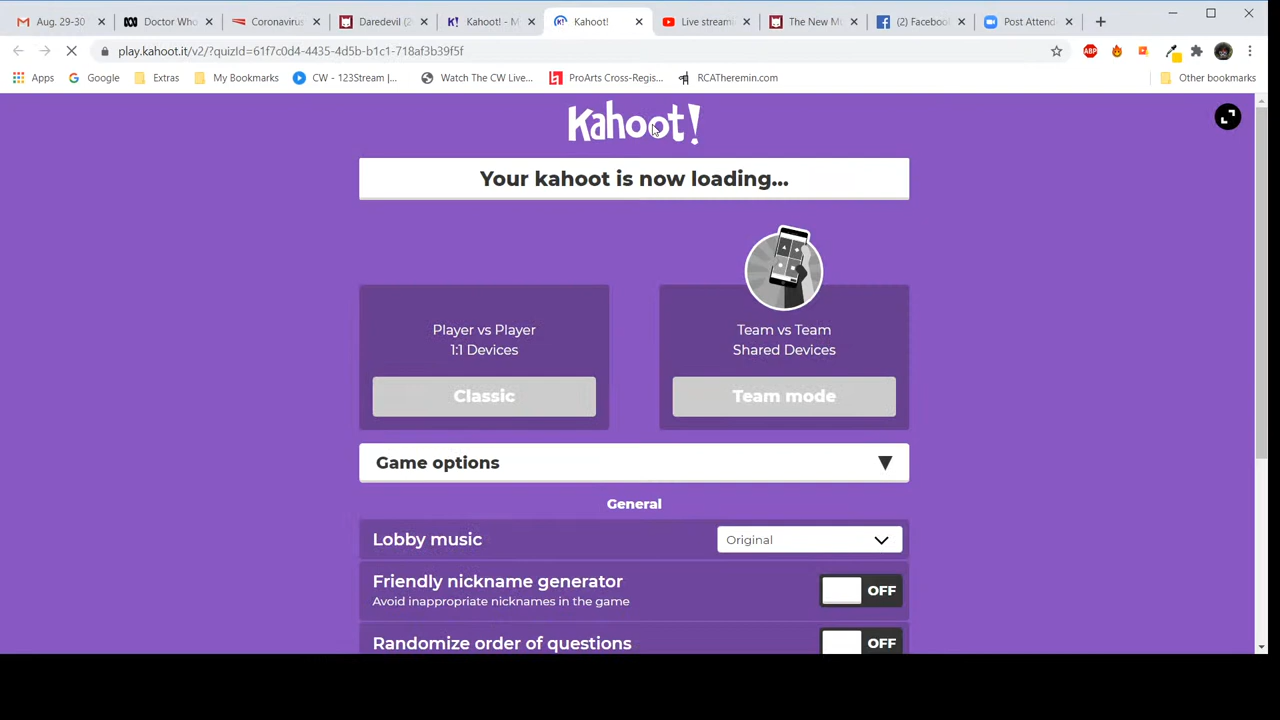 Aug. 29-30
Doctor Who
Coronavirus
Daredevil (2
Kahoot! - M
Kahoot!
Live stream
The New Mu
(2) Facebook
Post Attend
play.kahoot.it/v2/?quizId=61f7c0d4-4435-4d5b-b1c1-718af3b39f5f
ABP
Apps
Google
Extras
My Bookmarks
CW - 123Stream |...
Watch The CW Live...
ProArts Cross-Regis...
RCATheremin.com
Other bookmarks
Kahoot!
Your kahoot is now loading...
Player vs Player
1:1 Devices
Classic
Team vs Team
Shared Devices
Team mode
Game options
General
Lobby music
Original
Friendly nickname generator
Avoid inappropriate nicknames in the game
OFF
Randomize order of questions
OFF